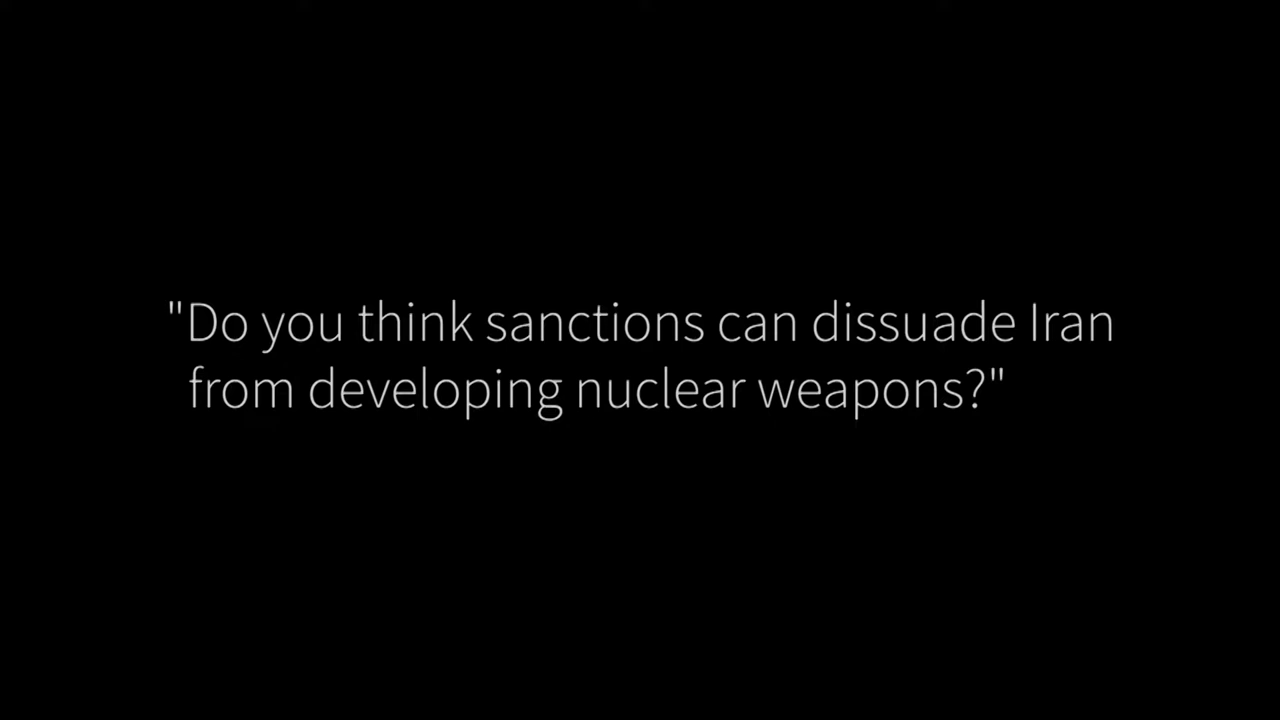 "Do you think sanctions can dissuade Iran
from developing nuclear weapons?"